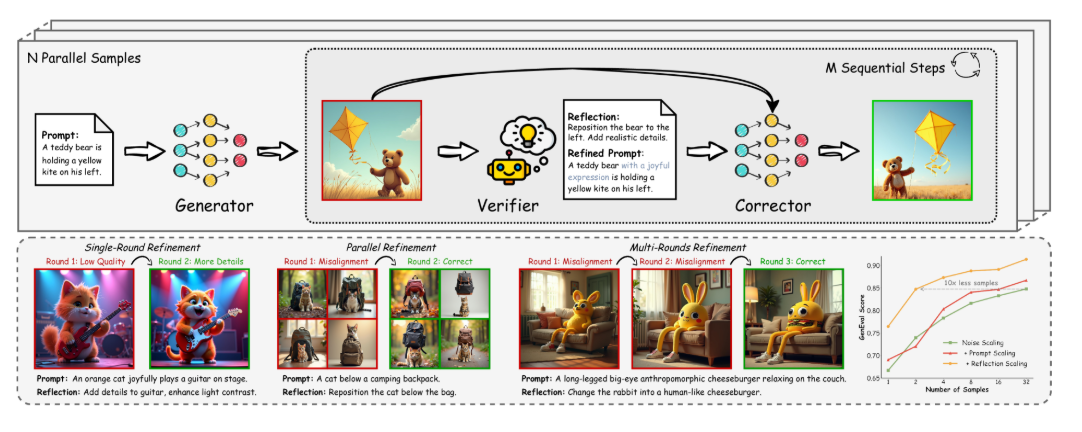 N Parallel Samples
M Sequential Steps
Prompt:
A teddy bear is
holding a yellow
kite on his left.
Generator
Verifier
Reflection:
Reposition the bear to the
left. Add realistic details.
Refined Prompt:
A teddy bear with a joyful
expression is holding a
yellow kite on his left.
Corrector
Single-Round Refinement
Round 1: Low Quality
Round 2: More Details
Prompt: An orange cat joyfully plays a guitar on stage.
Reflection: Add details to guitar, enhance light contrast.
Parallel Refinement
Round 1: Misalignment
Round 2: Correct
Prompt: A cat below a camping backpack.
Reflection: Reposition the cat below the bag.
Multi-Rounds Refinement
Round 1: Misalignment
Round 2: Misalignment
Round 3: Correct
Prompt: A long-legged big-eye anthropomorphic cheeseburger relaxing on the couch.
Reflection: Change the rabbit into a human-like cheeseburger.
GenEval Score
0.90
0.85
0.80
0.75
0.70
0.65
10x less samples
Noise Scaling
+ Prompt Scaling
+ Reflection Scaling
1 2 4 8 16 32
Number of Samples